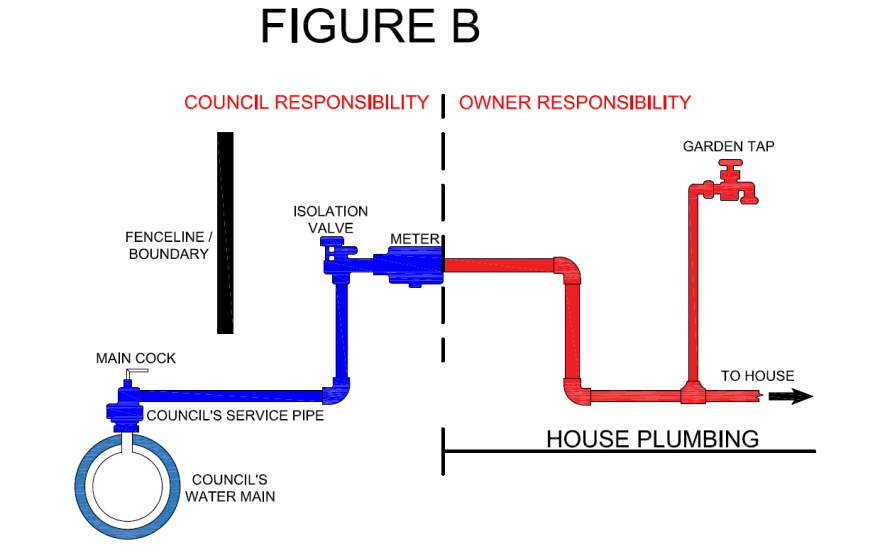 FIGURE B
COUNCIL RESPONSIBILITY
OWNER RESPONSIBILITY
GARDEN TAP
ISOLATION
VALVE
FENCELINE /
BOUNDARY
METER
MAIN COCK
TO HOUSE
COUNCIL'S SERVICE PIPE
HOUSE PLUMBING
COUNCIL'S
WATER MAIN